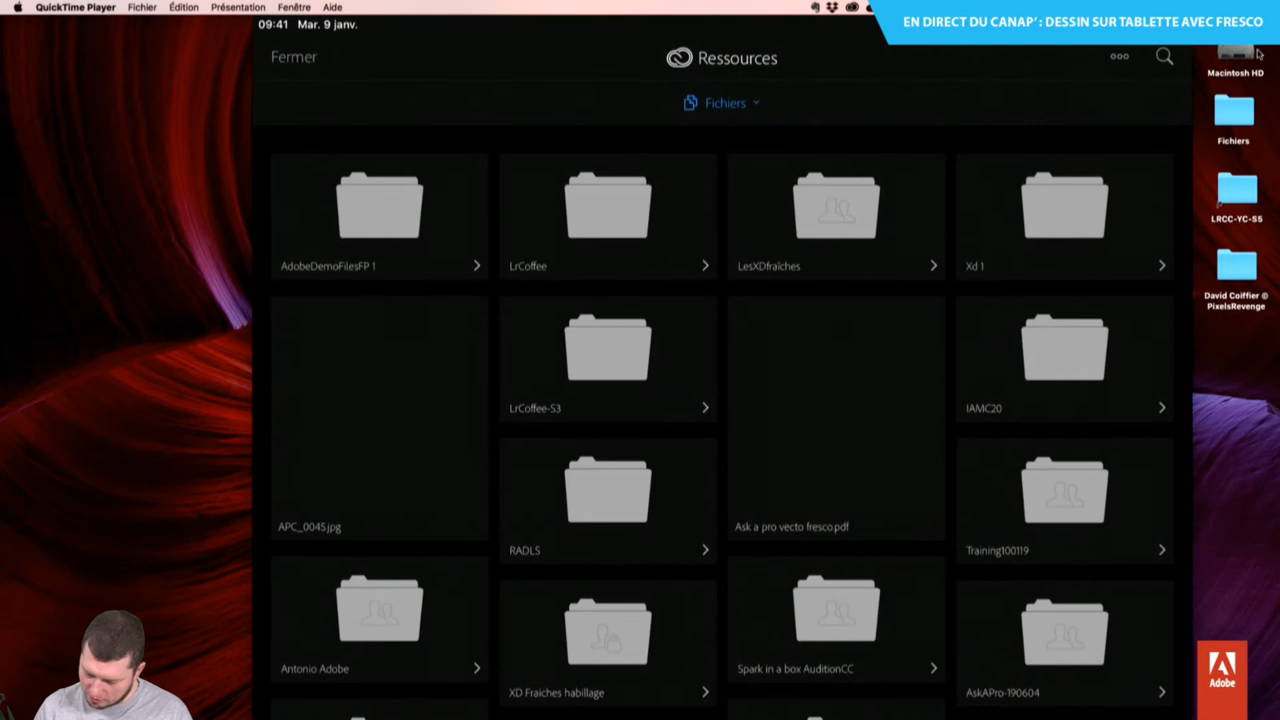 QuickTime Player Fichier Édition Présentation Fenêtre Aide
EN DIRECT DU CANAP' : DESSIN SUR TABLETTE AVEC FRESCO
09:41 Mar. 9 janv.
Fermer
Ressources
Fichiers
Macintosh HD
Fichiers
LRCC-YC-S5
David Coiffier ©
PixelsRevenge
AdobeDemoFilesFP 1
LrCoffee
LesXDfraîches
Xd 1
LrCoffee-S3
IAMC20
APC_0045.jpg
RADLS
Ask a pro vecto fresco.pdf
Training100119
Antonio Adobe
XD Fraiches habillage
Spark in a box AuditionCC
AskAPro-190604
Adobe